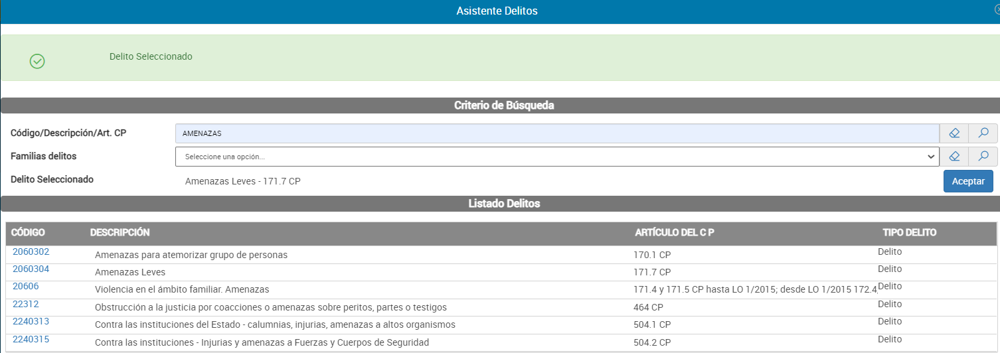 Asistente Delitos
Delito Seleccionado
Criterio de Búsqueda
Código/Descripción/Art. CP AMENAZAS
Familias delitos Seleccione una opción...
Delito Seleccionado Amenazas Leves - 171.7 CP Aceptar
Listado Delitos
CÓDIGO DESCRIPCIÓN ARTÍCULO DEL C P TIPO DELITO
2060302 Amenazas para atemorizar grupo de personas 170.1 CP Delito
2060304 Amenazas Leves 171.7 CP Delito
20606 Violencia en el ámbito familiar. Amenazas 171.4 y 171.5 CP hasta LO 1/2015; desde LO 1/2015 172.4, Delito
22312 Obstrucción a la justicia por coacciones o amenazas sobre peritos, partes o testigos 464 CP Delito
2240313 Contra las instituciones del Estado - calumnias, injurias, amenazas a altos organismos 504.1 CP Delito
2240315 Contra las instituciones - Injurias y amenazas a Fuerzas y Cuerpos de Seguridad 504.2 CP Delito